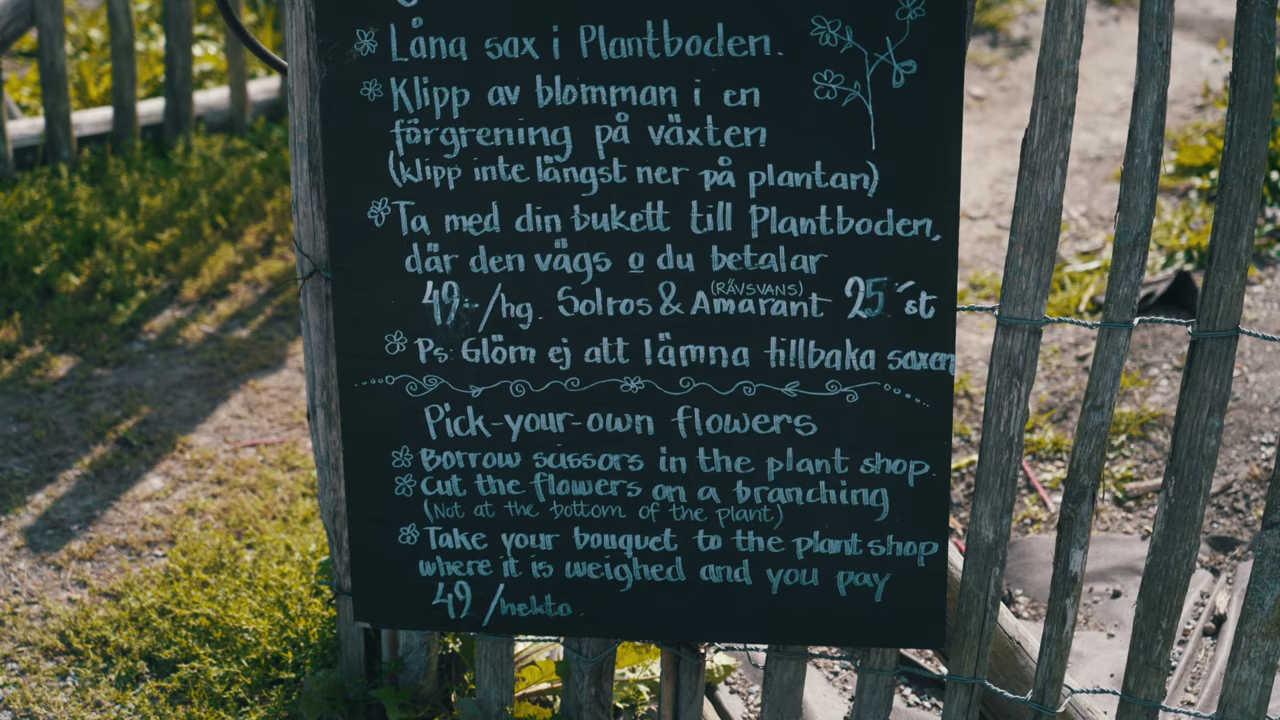 Låna sax i Plantboden.
Klipp av blomman i en
förgrening på växten
(klipp inte längst ner på plantan)
Ta med din bukett till Plantboden,
där den vägs o du betalar
(RÄVSVANS)
49:-/hg. Solros & Amarant 25:-st
Ps: Glöm ej att lämna tillbaka saxen
Pick-your-own flowers
Borrow sussors in the plant shop.
Cut the flowers on a branching
(Not at the bottom of the plant)
Take your bouquet to the plant shop
where it is weighed and you pay
49 /hekto.